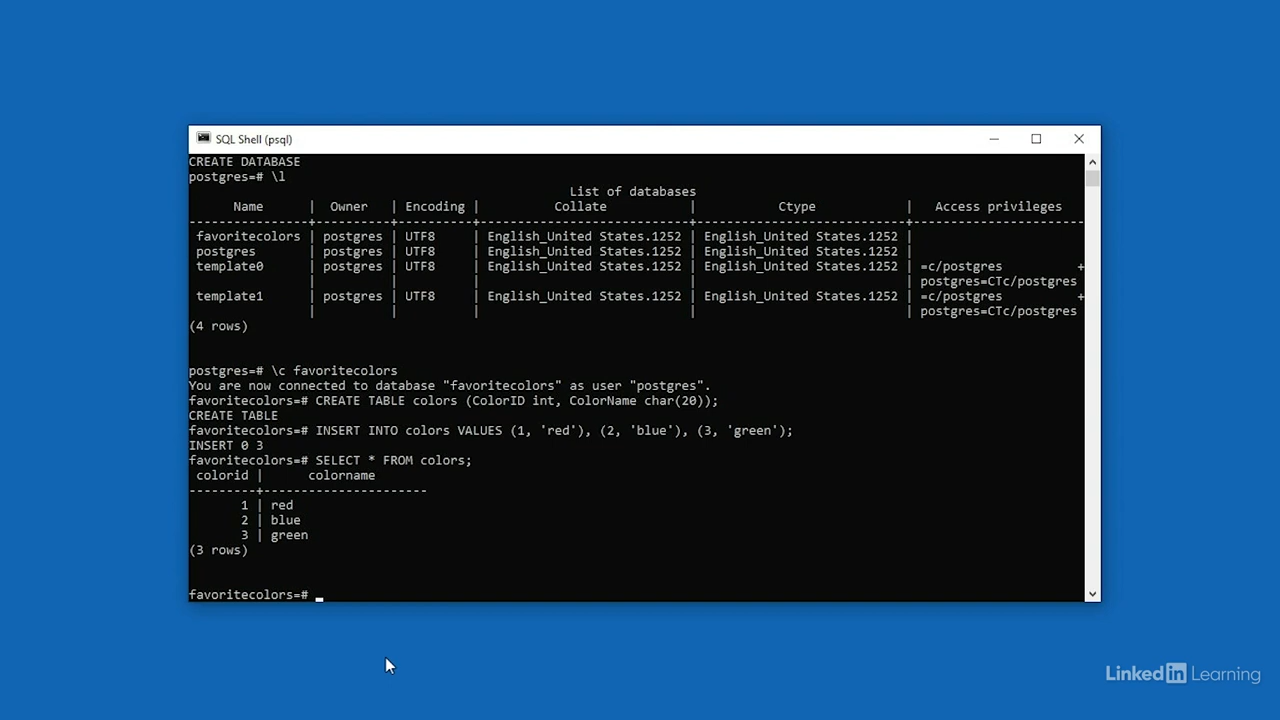 SQL Shell (psql)
CREATE DATABASE
postgres=# \l
List of databases
Name | Owner | Encoding | Collate | Ctype | Access privileges
---------------+----------+----------+----------------------------+----------------------------+-----------------------
favoritecolors | postgres | UTF8 | English_United States.1252 | English_United States.1252 |
postgres | postgres | UTF8 | English_United States.1252 | English_United States.1252 |
template0 | postgres | UTF8 | English_United States.1252 | English_United States.1252 | =c/postgres +
| | | | | postgres=CTc/postgres
template1 | postgres | UTF8 | English_United States.1252 | English_United States.1252 | =c/postgres +
| | | | | postgres=CTc/postgres
(4 rows)
postgres=# \c favoritecolors
You are now connected to database "favoritecolors" as user "postgres".
favoritecolors=# CREATE TABLE colors (ColorID int, ColorName char(20));
CREATE TABLE
favoritecolors=# INSERT INTO colors VALUES (1, 'red'), (2, 'blue'), (3, 'green');
INSERT 0 3
favoritecolors=# SELECT * FROM colors;
colorid | colorname
---------+----------------------
1 | red
2 | blue
3 | green
(3 rows)
favoritecolors=# _
LinkedIn Learning